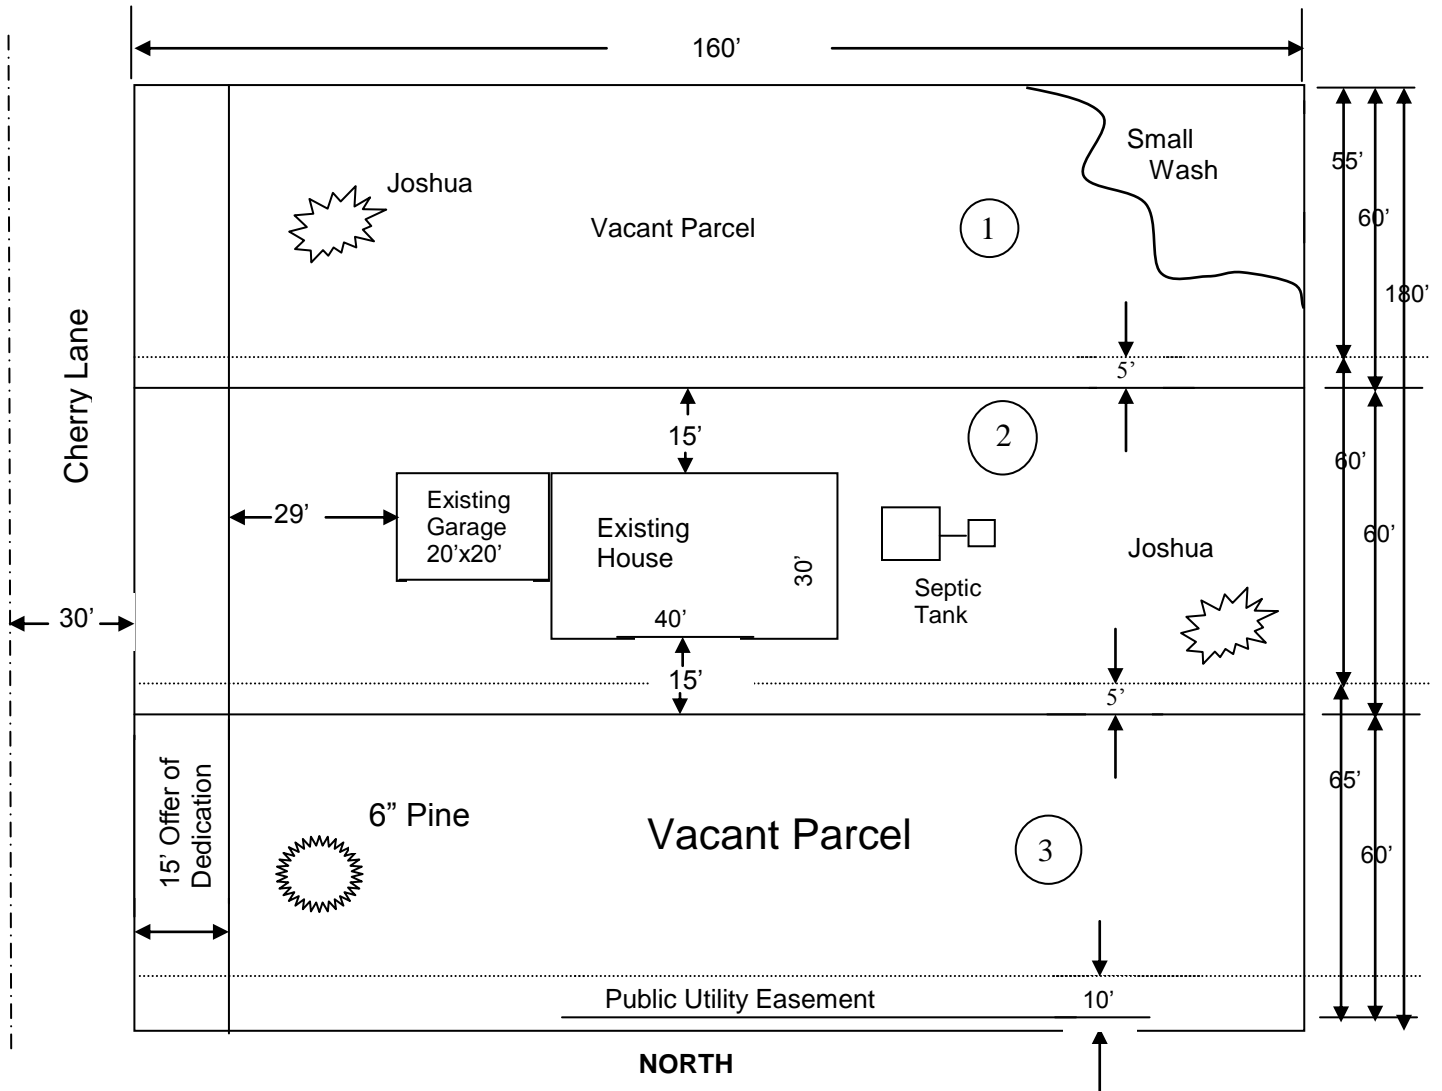 160’
Small
Wash
55’
Joshua
60’
Vacant Parcel
1
180’
Cherry Lane
5’
15’
2
60’
Existing
Garage
20’x20’
29’
Existing
House
60’
30’
Joshua
Septic
Tank
30’
40’
15’
5’
15’ Offer of
Dedication
65’
6” Pine
Vacant Parcel
3
60’
Public Utility Easement
10’
NORTH